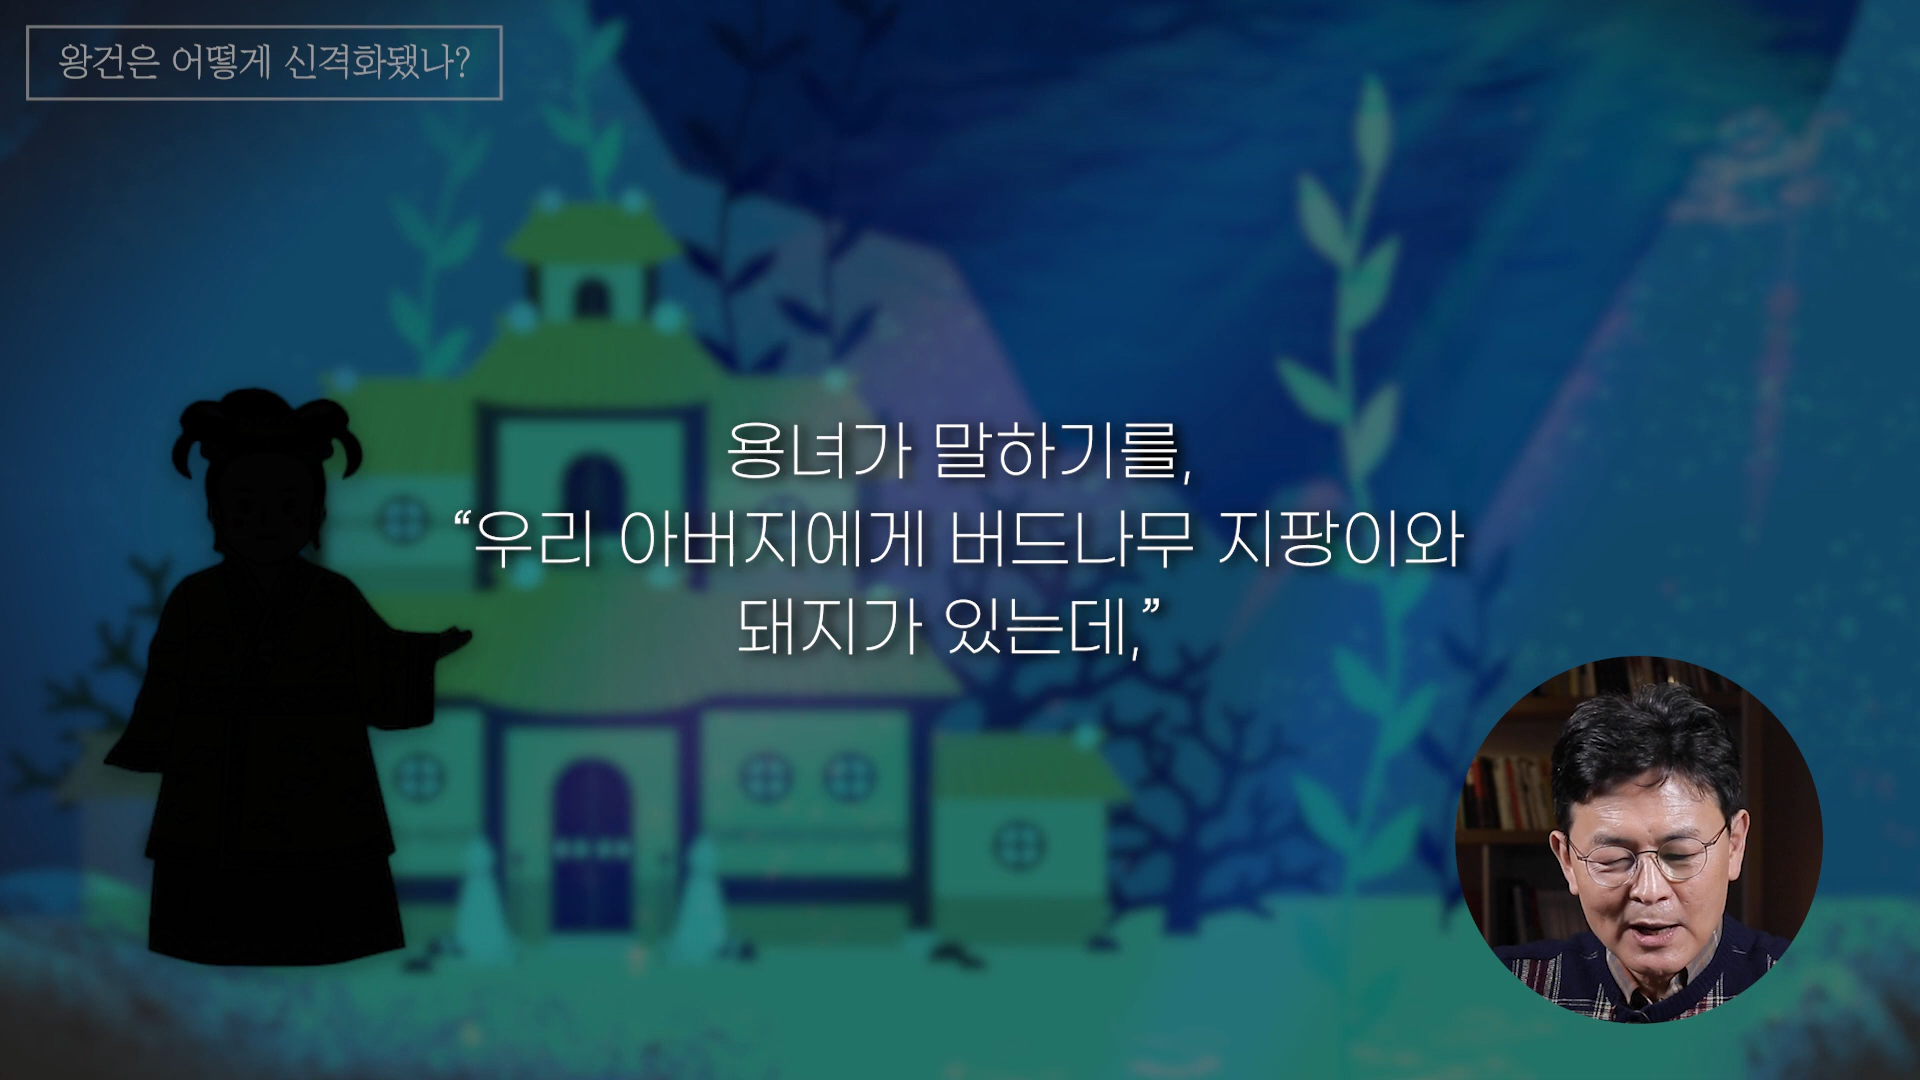 왕건은 어떻게 신격화됐나?
용녀가 말하기를,
“우리 아버지에게 버드나무 지팡이와
돼지가 있는데,”